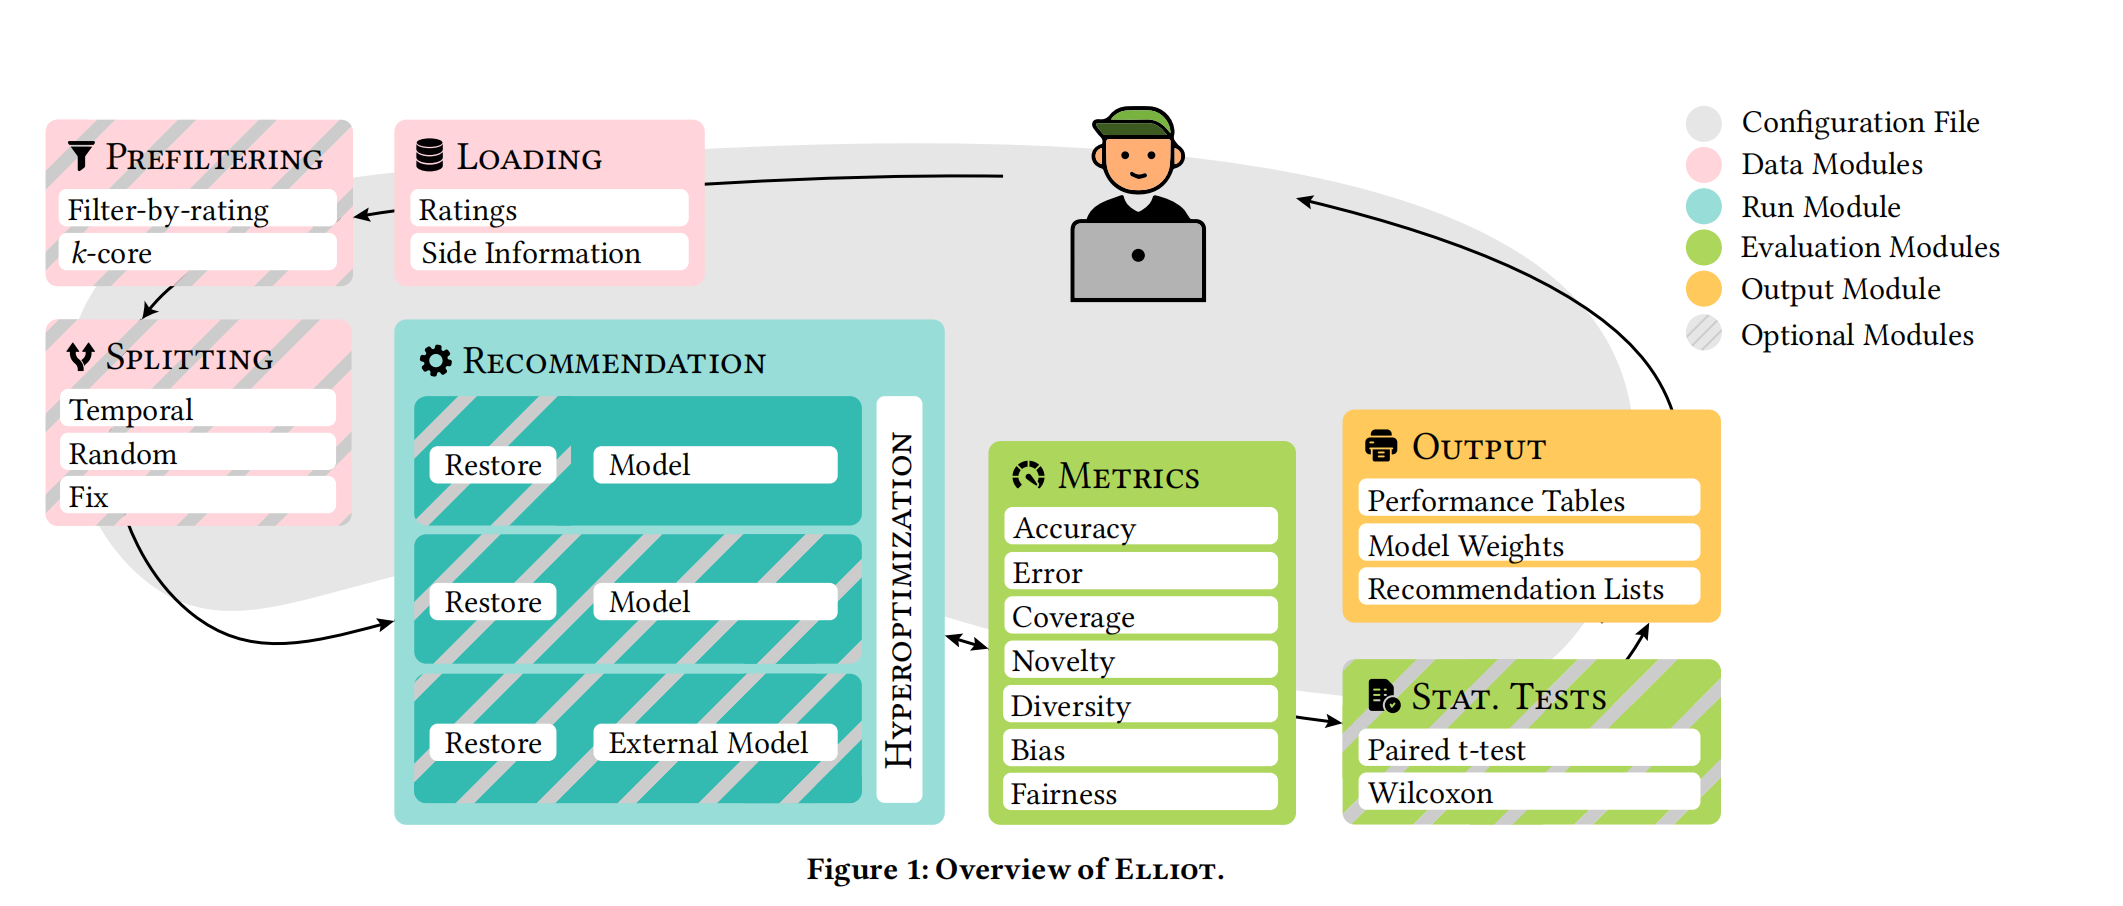 PREFILTERING
Filter-by-rating
k-core
LOADING
Ratings
Side Information
SPLITTING
Temporal
Random
Fix
RECOMMENDATION
Restore
Model
Restore
Model
Restore
External Model
HYPEROPTIMIZATION
METRICS
Accuracy
Error
Coverage
Novelty
Diversity
Bias
Fairness
OUTPUT
Performance Tables
Model Weights
Recommendation Lists
STAT. TESTS
Paired t-test
Wilcoxon
Configuration File
Data Modules
Run Module
Evaluation Modules
Output Module
Optional Modules
Figure 1: Overview of ELLIOT.